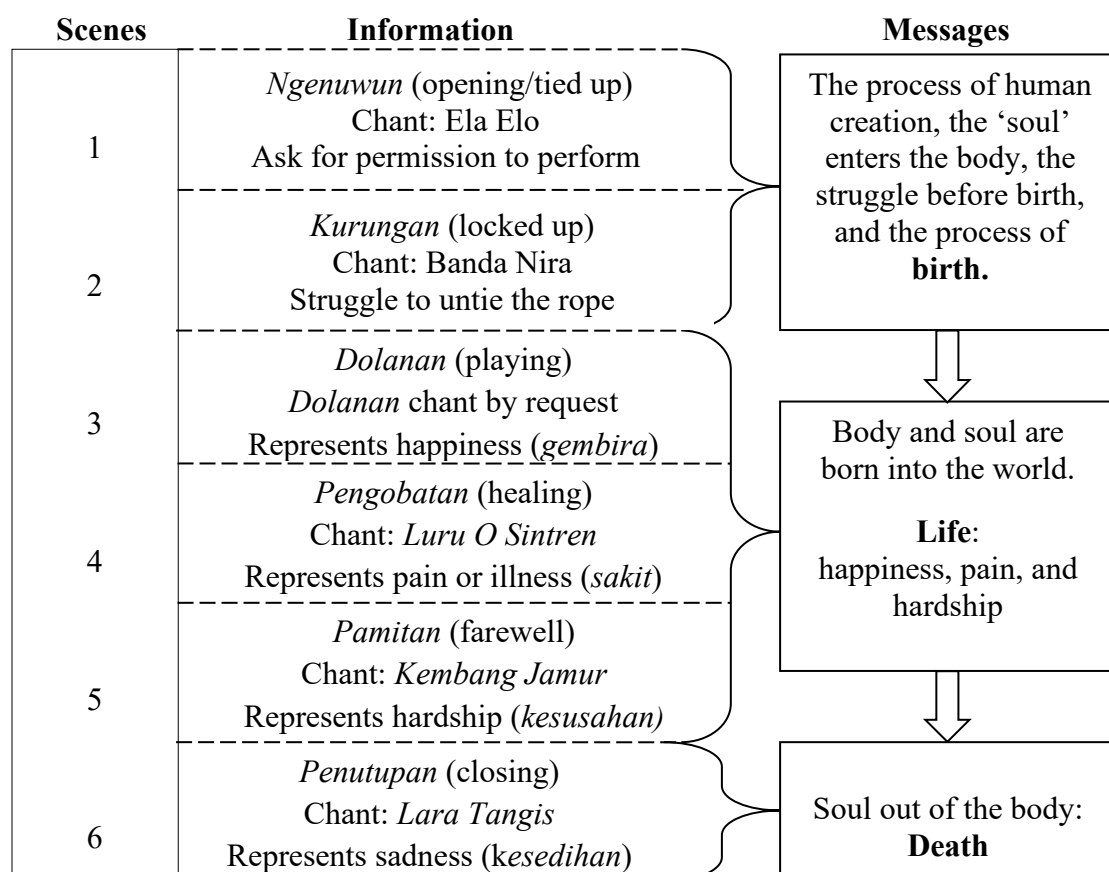 Scenes
Information
Messages
1
Ngenuwun (opening/tied up)
Chant: Ela Elo
Ask for permission to perform
2
Kurungan (locked up)
Chant: Banda Nira
Struggle to untie the rope
The process of human
creation, the ‘soul’
enters the body, the
struggle before birth,
and the process of
birth.
3
Dolanan (playing)
Dolanan chant by request
Represents happiness (gembira)
4
Pengobatan (healing)
Chant: Luru O Sintren
Represents pain or illness (sakit)
5
Pamitan (farewell)
Chant: Kembang Jamur
Represents hardship (kesusahan)
Body and soul are
born into the world.
Life:
happiness, pain, and
hardship
6
Penutupan (closing)
Chant: Lara Tangis
Represents sadness (kesedihan)
Soul out of the body:
Death